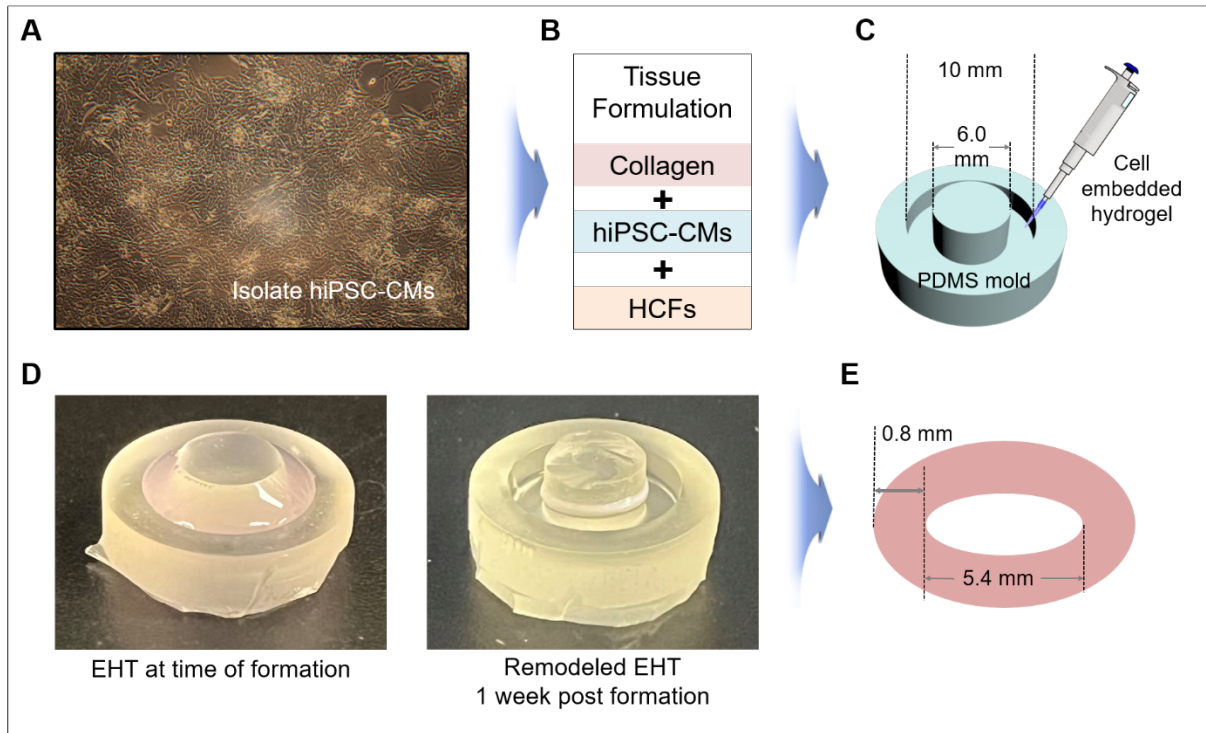 A
Isolate hiPSC-CMs
B
Tissue
Formulation
Collagen
+
hiPSC-CMs
+
HCFs
C
10 mm
6.0
mm
Cell
embedded
hydrogel
PDMS mold
D
EHT at time of formation
Remodeled EHT
1 week post formation
E
0.8 mm
5.4 mm